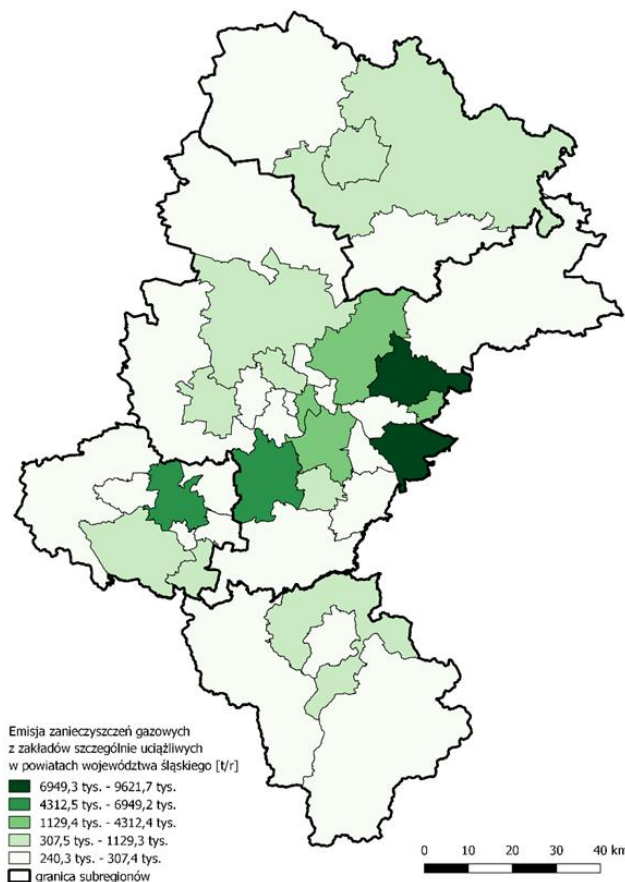 Emisja zanieczyszczeń gazowych
z zakładów szczególnie uciążliwych
w powiatach województwa śląskiego [t/r]
6949,3 tys. - 9621,7 tys.
4312,5 tys. - 6949,2 tys.
1129,4 tys. - 4312,4 tys.
307,5 tys. - 1129,3 tys.
240,3 tys. - 307,4 tys.
granica subregionów
0 10 20 30 40 km